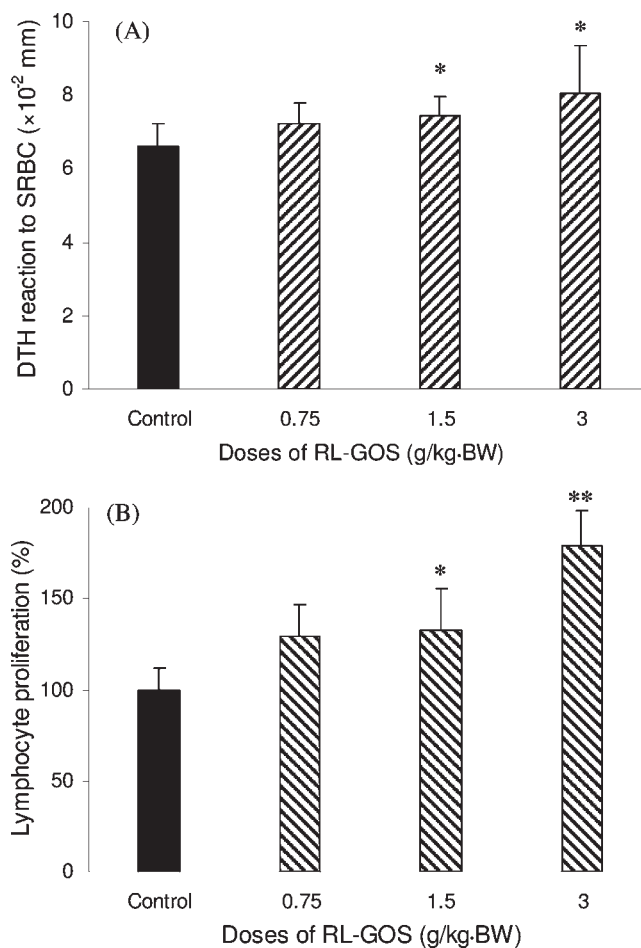 (A)
DTH reaction to SRBC (×10⁻² mm)
10
8
6
4
2
0
*
*
Control 0.75 1.5 3
Doses of RL-GOS (g/kg·BW)
(B)
Lymphocyte proliferation (%)
200
150
100
50
0
*
**
Control 0.75 1.5 3
Doses of RL-GOS (g/kg·BW)